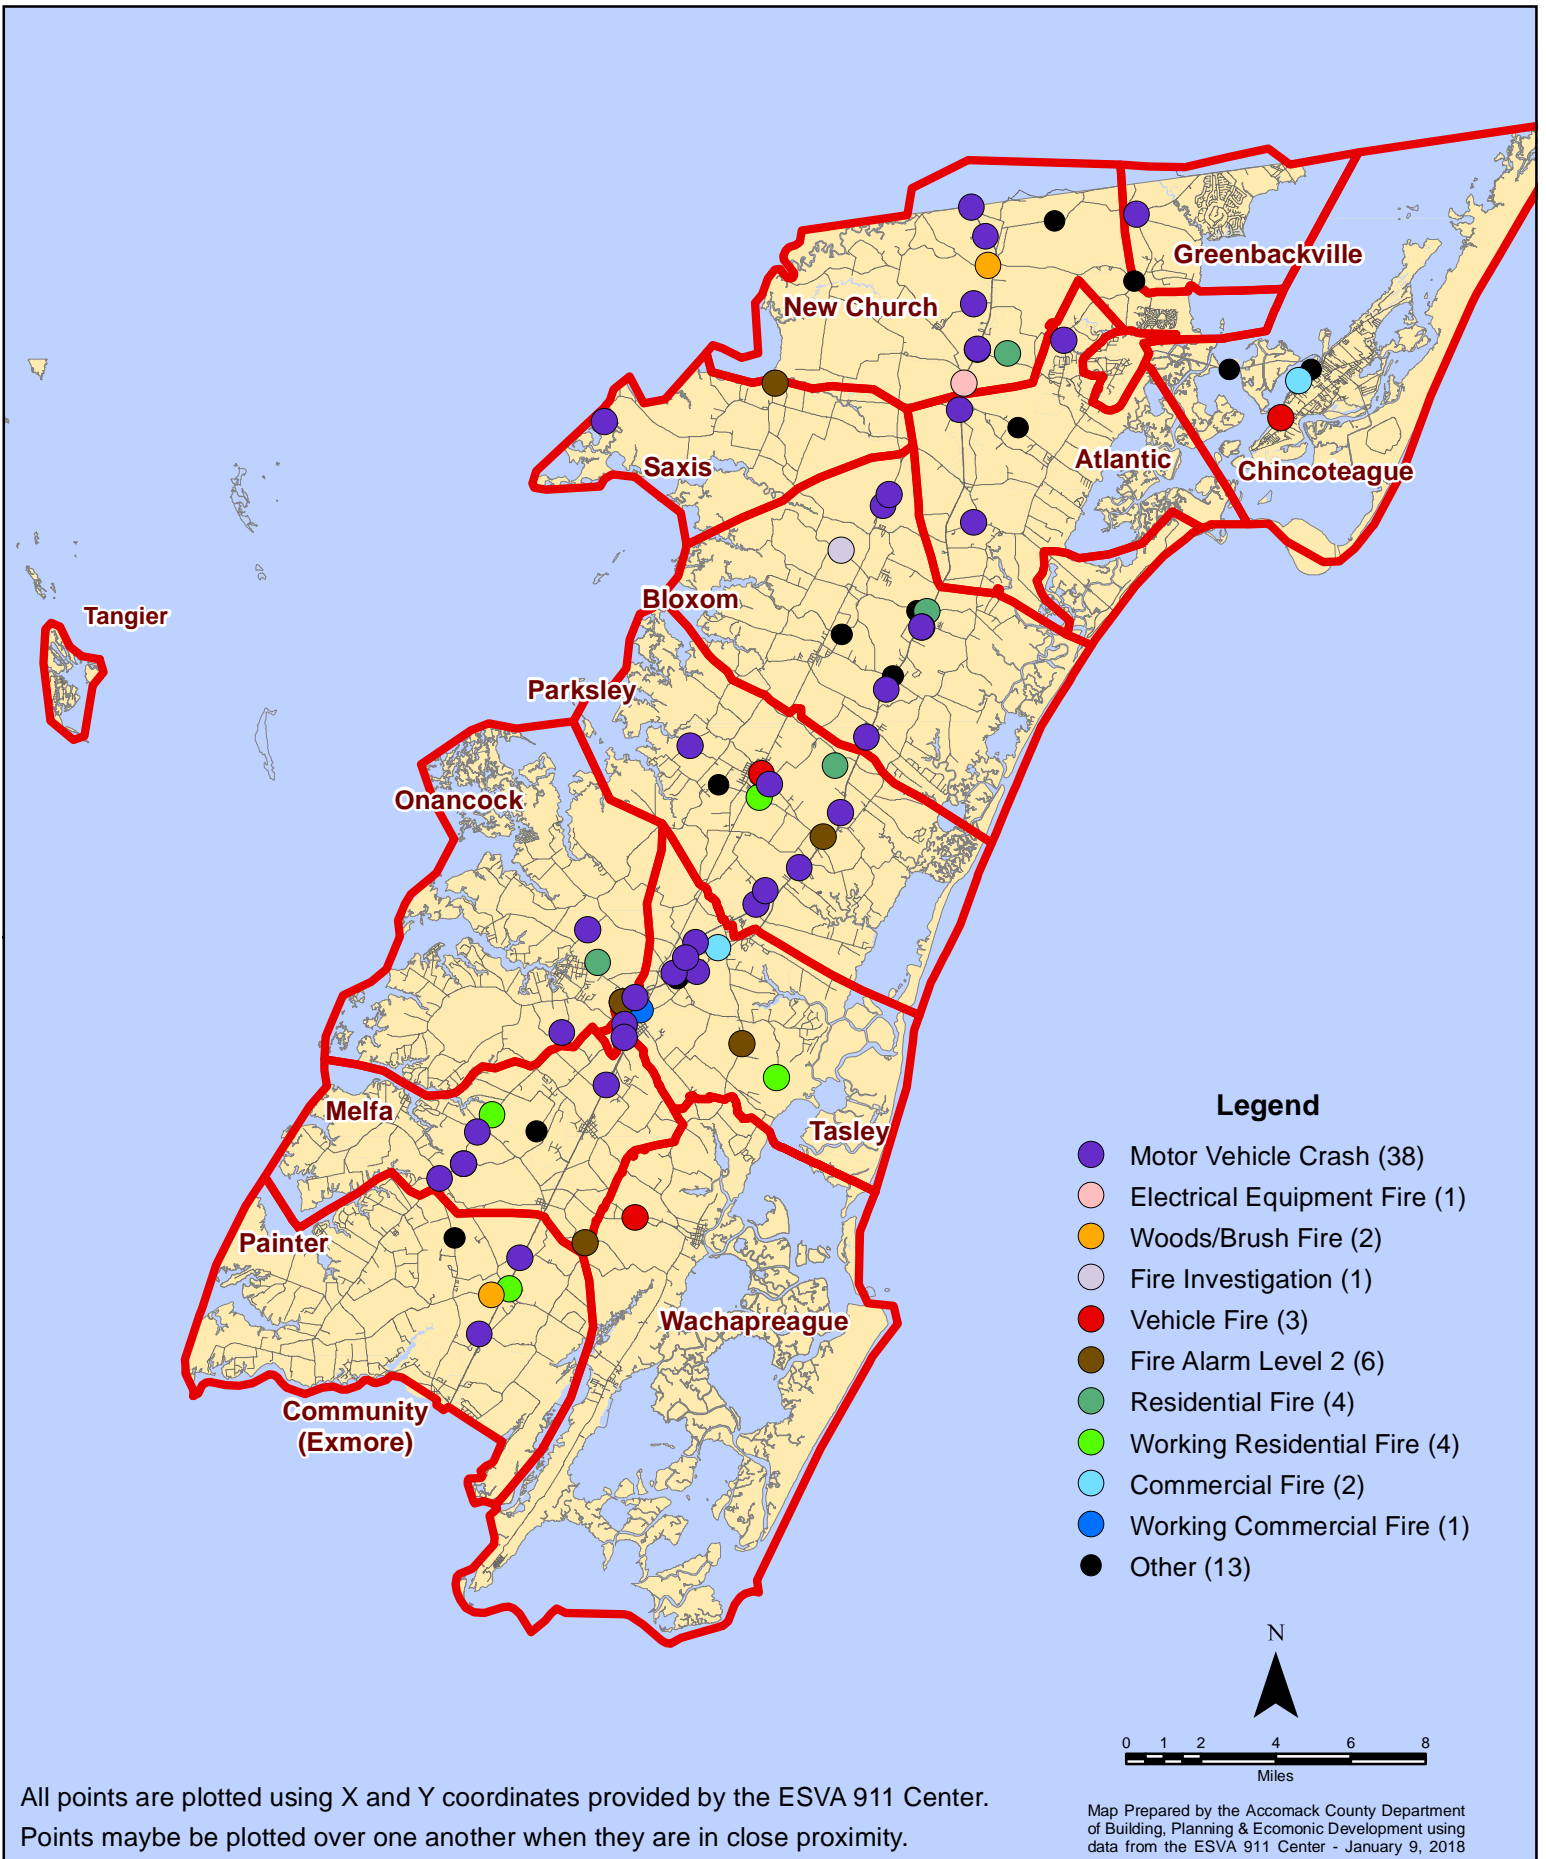 Greenbackville
New Church
Atlantic
Chincoteague
Saxis
Bloxom
Tangier
Parksley
Onancock
Melfa
Tasley
Painter
Wachapreague
Community
(Exmore)
Legend
Motor Vehicle Crash (38)
Electrical Equipment Fire (1)
Woods/Brush Fire (2)
Fire Investigation (1)
Vehicle Fire (3)
Fire Alarm Level 2 (6)
Residential Fire (4)
Working Residential Fire (4)
Commercial Fire (2)
Working Commercial Fire (1)
Other (13)
N
0 1 2 4 6 8
Miles
All points are plotted using X and Y coordinates provided by the ESVA 911 Center.
Points maybe be plotted over one another when they are in close proximity.
Map Prepared by the Accomack County Department
of Building, Planning & Ecomonic Development using
data from the ESVA 911 Center - January 9, 2018